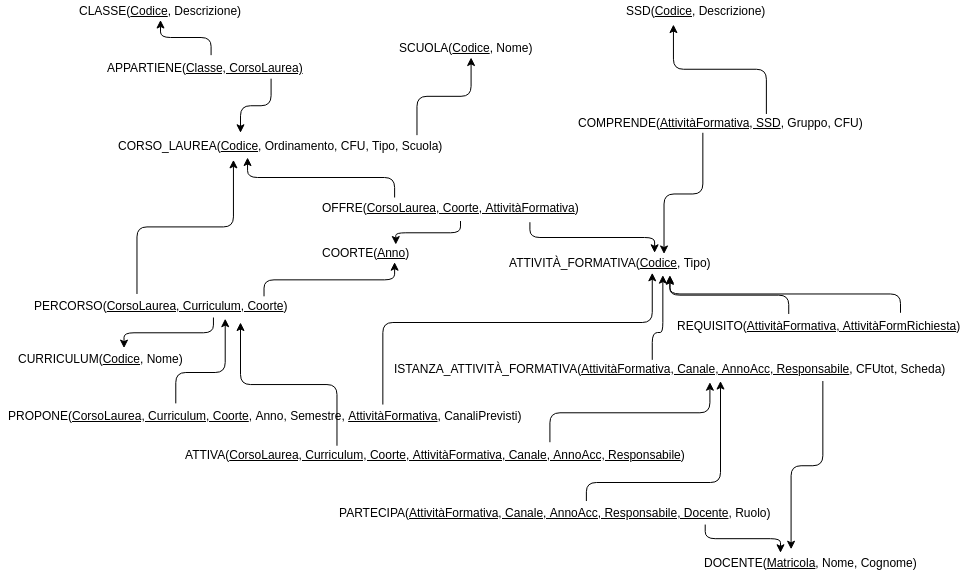 CLASSE(Codice, Descrizione)
SSD(Codice, Descrizione)
SCUOLA(Codice, Nome)
APPARTIENE(Classe, CorsoLaurea)
COMPRENDE(AttivitàFormativa, SSD, Gruppo, CFU)
CORSO_LAUREA(Codice, Ordinamento, CFU, Tipo, Scuola)
OFFRE(CorsoLaurea, Coorte, AttivitàFormativa)
COORTE(Anno)
ATTIVITÀ_FORMATIVA(Codice, Tipo)
PERCORSO(CorsoLaurea, Curriculum, Coorte)
REQUISITO(AttivitàFormativa, AttivitàFormRichiesta)
CURRICULUM(Codice, Nome)
ISTANZA_ATTIVITÀ_FORMATIVA(AttivitàFormativa, Canale, AnnoAcc, Responsabile, CFUtot, Scheda)
PROPONE(CorsoLaurea, Curriculum, Coorte, Anno, Semestre, AttivitàFormativa, CanaliPrevisti)
ATTIVA(CorsoLaurea, Curriculum, Coorte, AttivitàFormativa, Canale, AnnoAcc, Responsabile)
PARTECIPA(AttivitàFormativa, Canale, AnnoAcc, Responsabile, Docente, Ruolo)
DOCENTE(Matricola, Nome, Cognome)